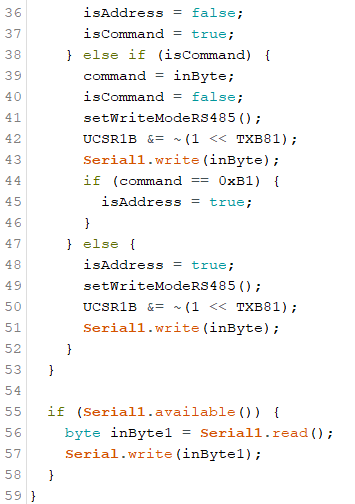 36 isAddress = false;
37 isCommand = true;
38 } else if (isCommand) {
39 command = inByte;
40 isCommand = false;
41 setWriteModeRS485();
42 UCSR1B &= ~(1 << TXB81);
43 Serial1.write(inByte);
44 if (command == 0xB1) {
45 isAddress = true;
46 }
47 } else {
48 isAddress = true;
49 setWriteModeRS485();
50 UCSR1B &= ~(1 << TXB81);
51 Serial1.write(inByte);
52 }
53 }
54
55 if (Serial1.available()) {
56 byte inByte1 = Serial1.read();
57 Serial.write(inByte1);
58 }
59 }